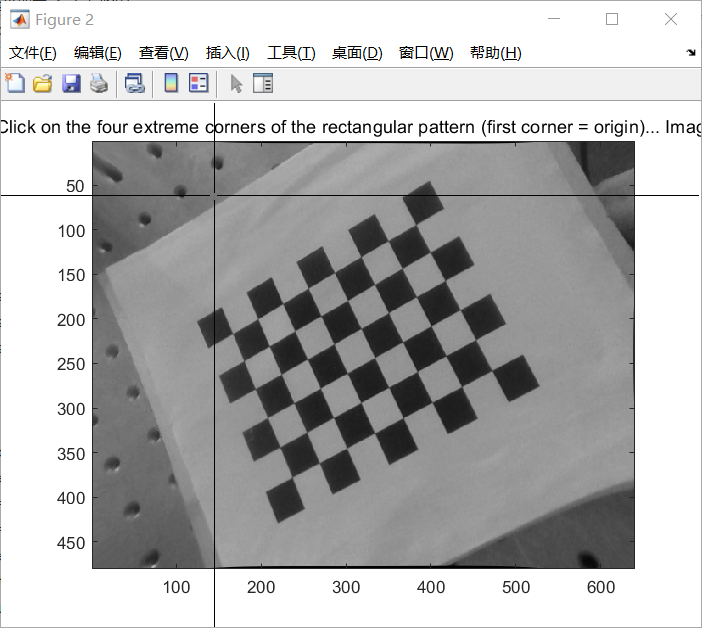 Figure 2
文件(F) 编辑(E) 查看(V) 插入(I) 工具(T) 桌面(D) 窗口(W) 帮助(H)
Click on the four extreme corners of the rectangular pattern (first corner = origin)... Imag
50
100
150
200
250
300
350
400
450
100 200 300 400 500 600